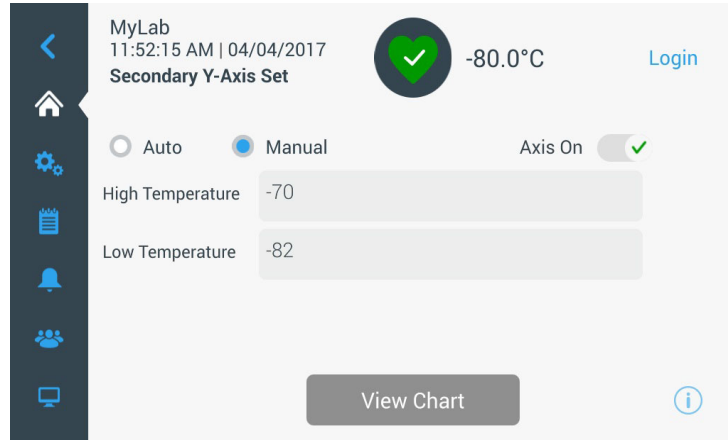 MyLab
11:52:15 AM | 04/04/2017
Secondary Y-Axis Set
-80.0°C
Login
Auto
Manual
Axis On
High Temperature
-70
Low Temperature
-82
View Chart
i